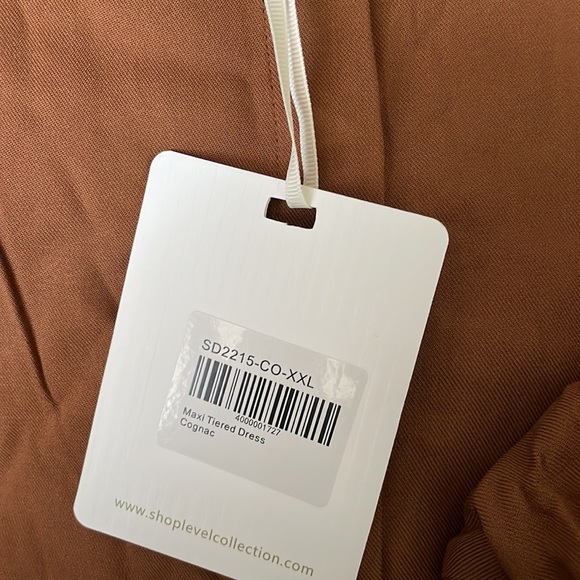 SD2215-CO-XXL
4000001727
Maxi Tiered Dress
Cognac
www.shoplevelcollection.com